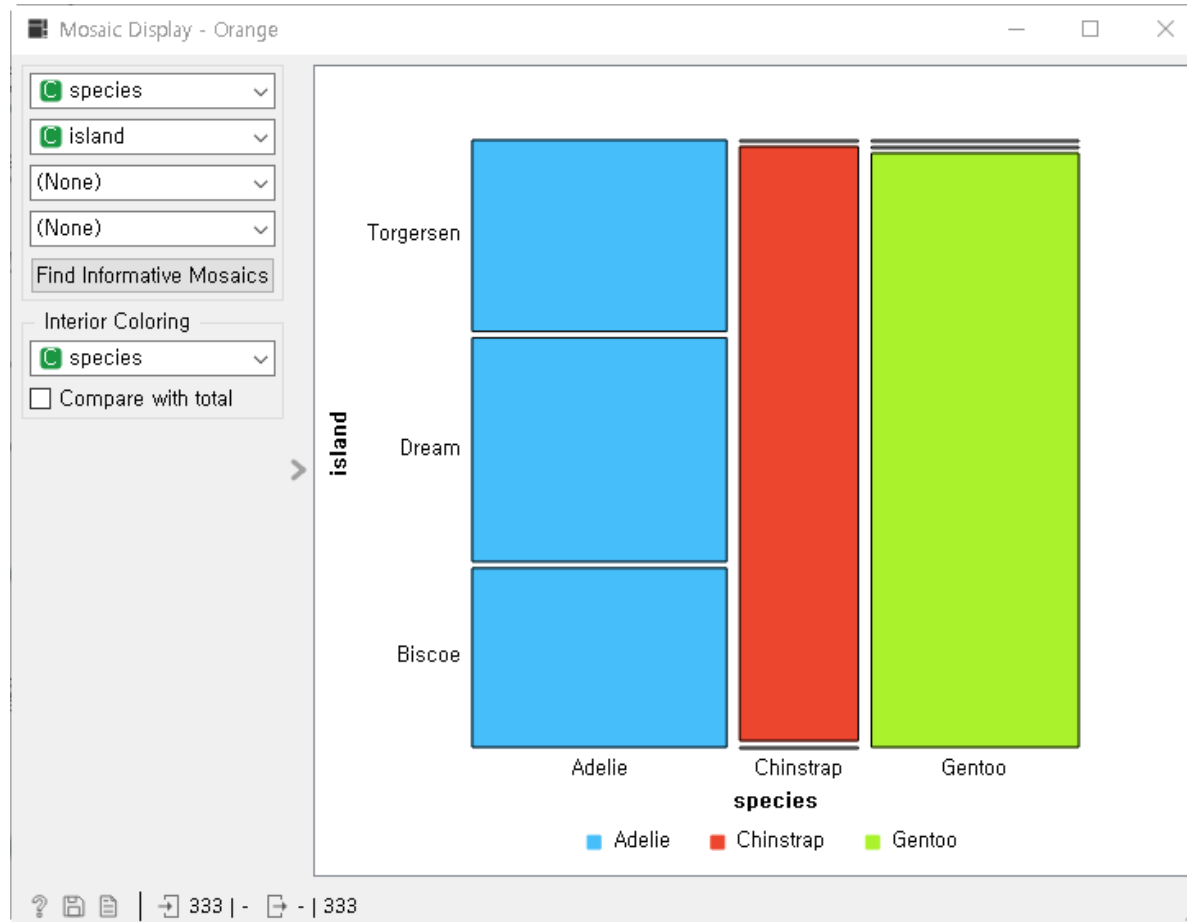 Mosaic Display - Orange
C species
C island
(None)
(None)
Find Informative Mosaics
Interior Coloring
C species
Compare with total
island
Torgersen
Dream
Biscoe
Adelie Chinstrap Gentoo
species
Adelie Chinstrap Gentoo
? 333 | - - | 333